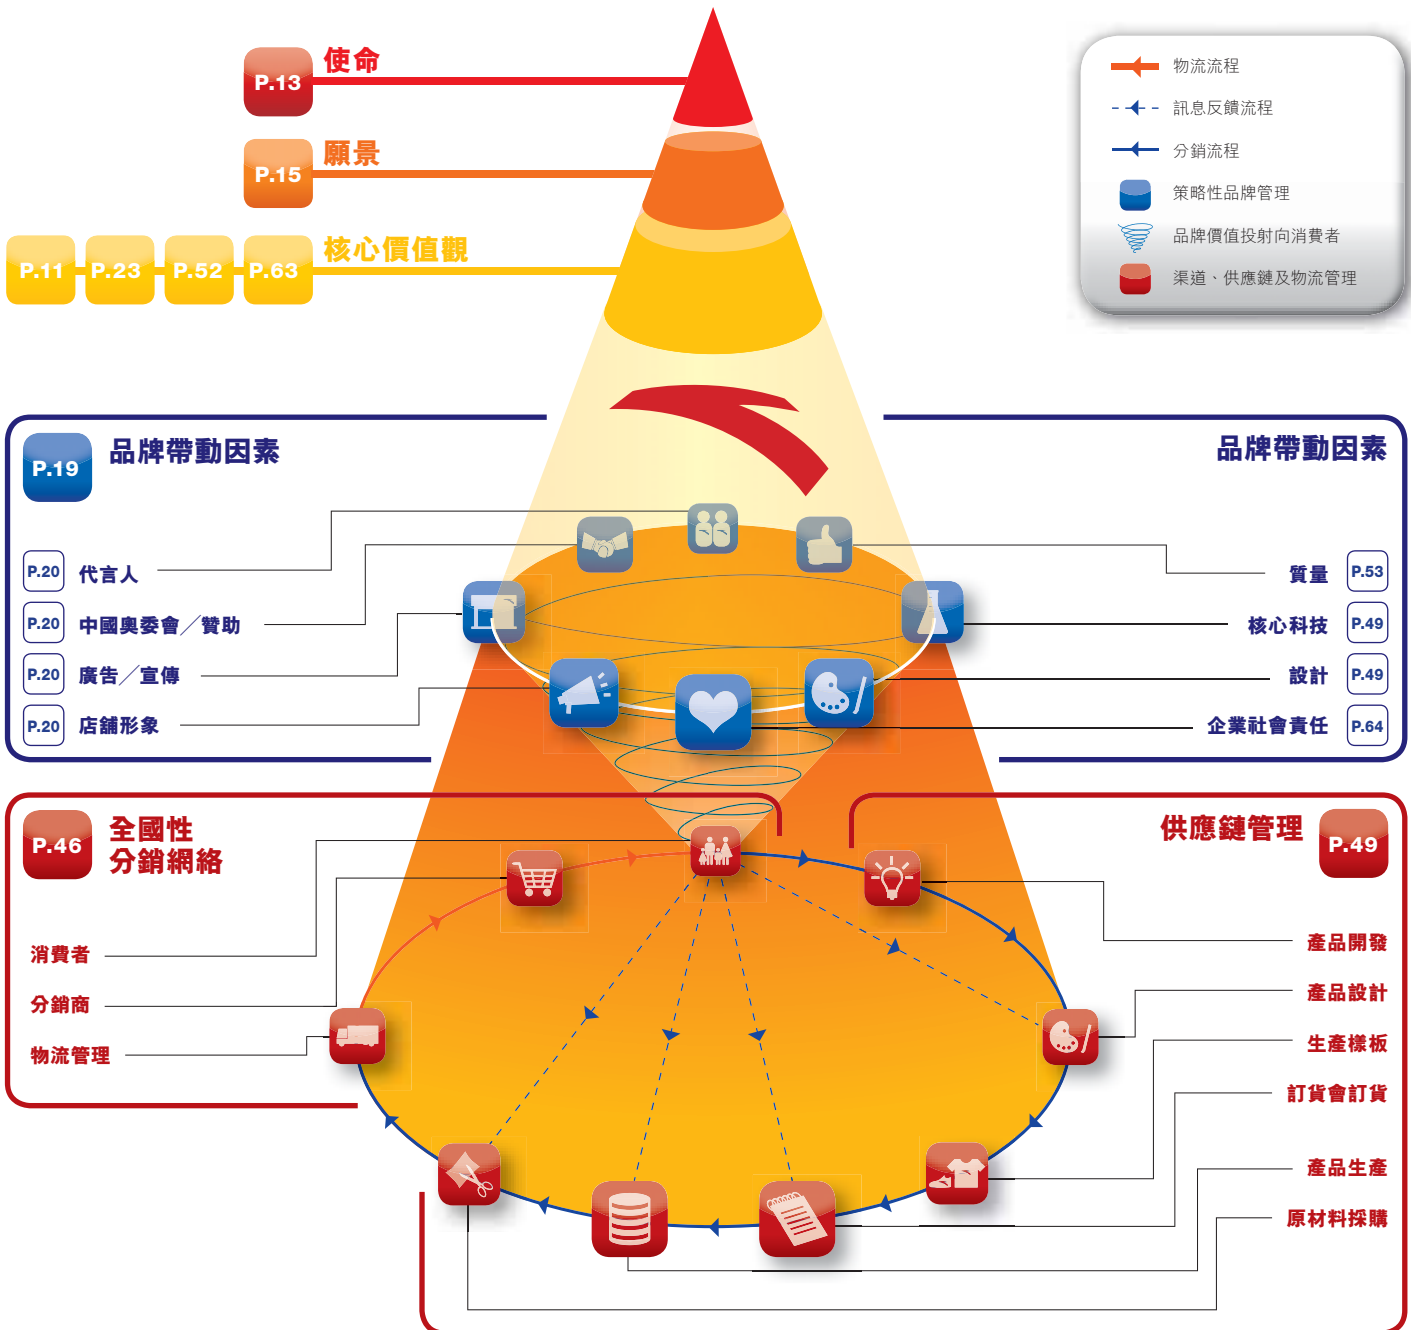 使命
P.13
願景
P.15
核心價值觀
P.11
P.23
P.52
P.63
物流流程
訊息反饋流程
分銷流程
策略性品牌管理
品牌價值投射向消費者
渠道、供應鏈及物流管理
P.19
品牌帶動因素
P.20 代言人
P.20 中國奧委會／贊助
P.20 廣告／宣傳
P.20 店舖形象
品牌帶動因素
質量 P.53
核心科技 P.49
設計 P.49
企業社會責任 P.64
P.46
全國性
分銷網絡
消費者
分銷商
物流管理
供應鏈管理
P.49
產品開發
產品設計
生產樣板
訂貨會訂貨
產品生產
原材料採購